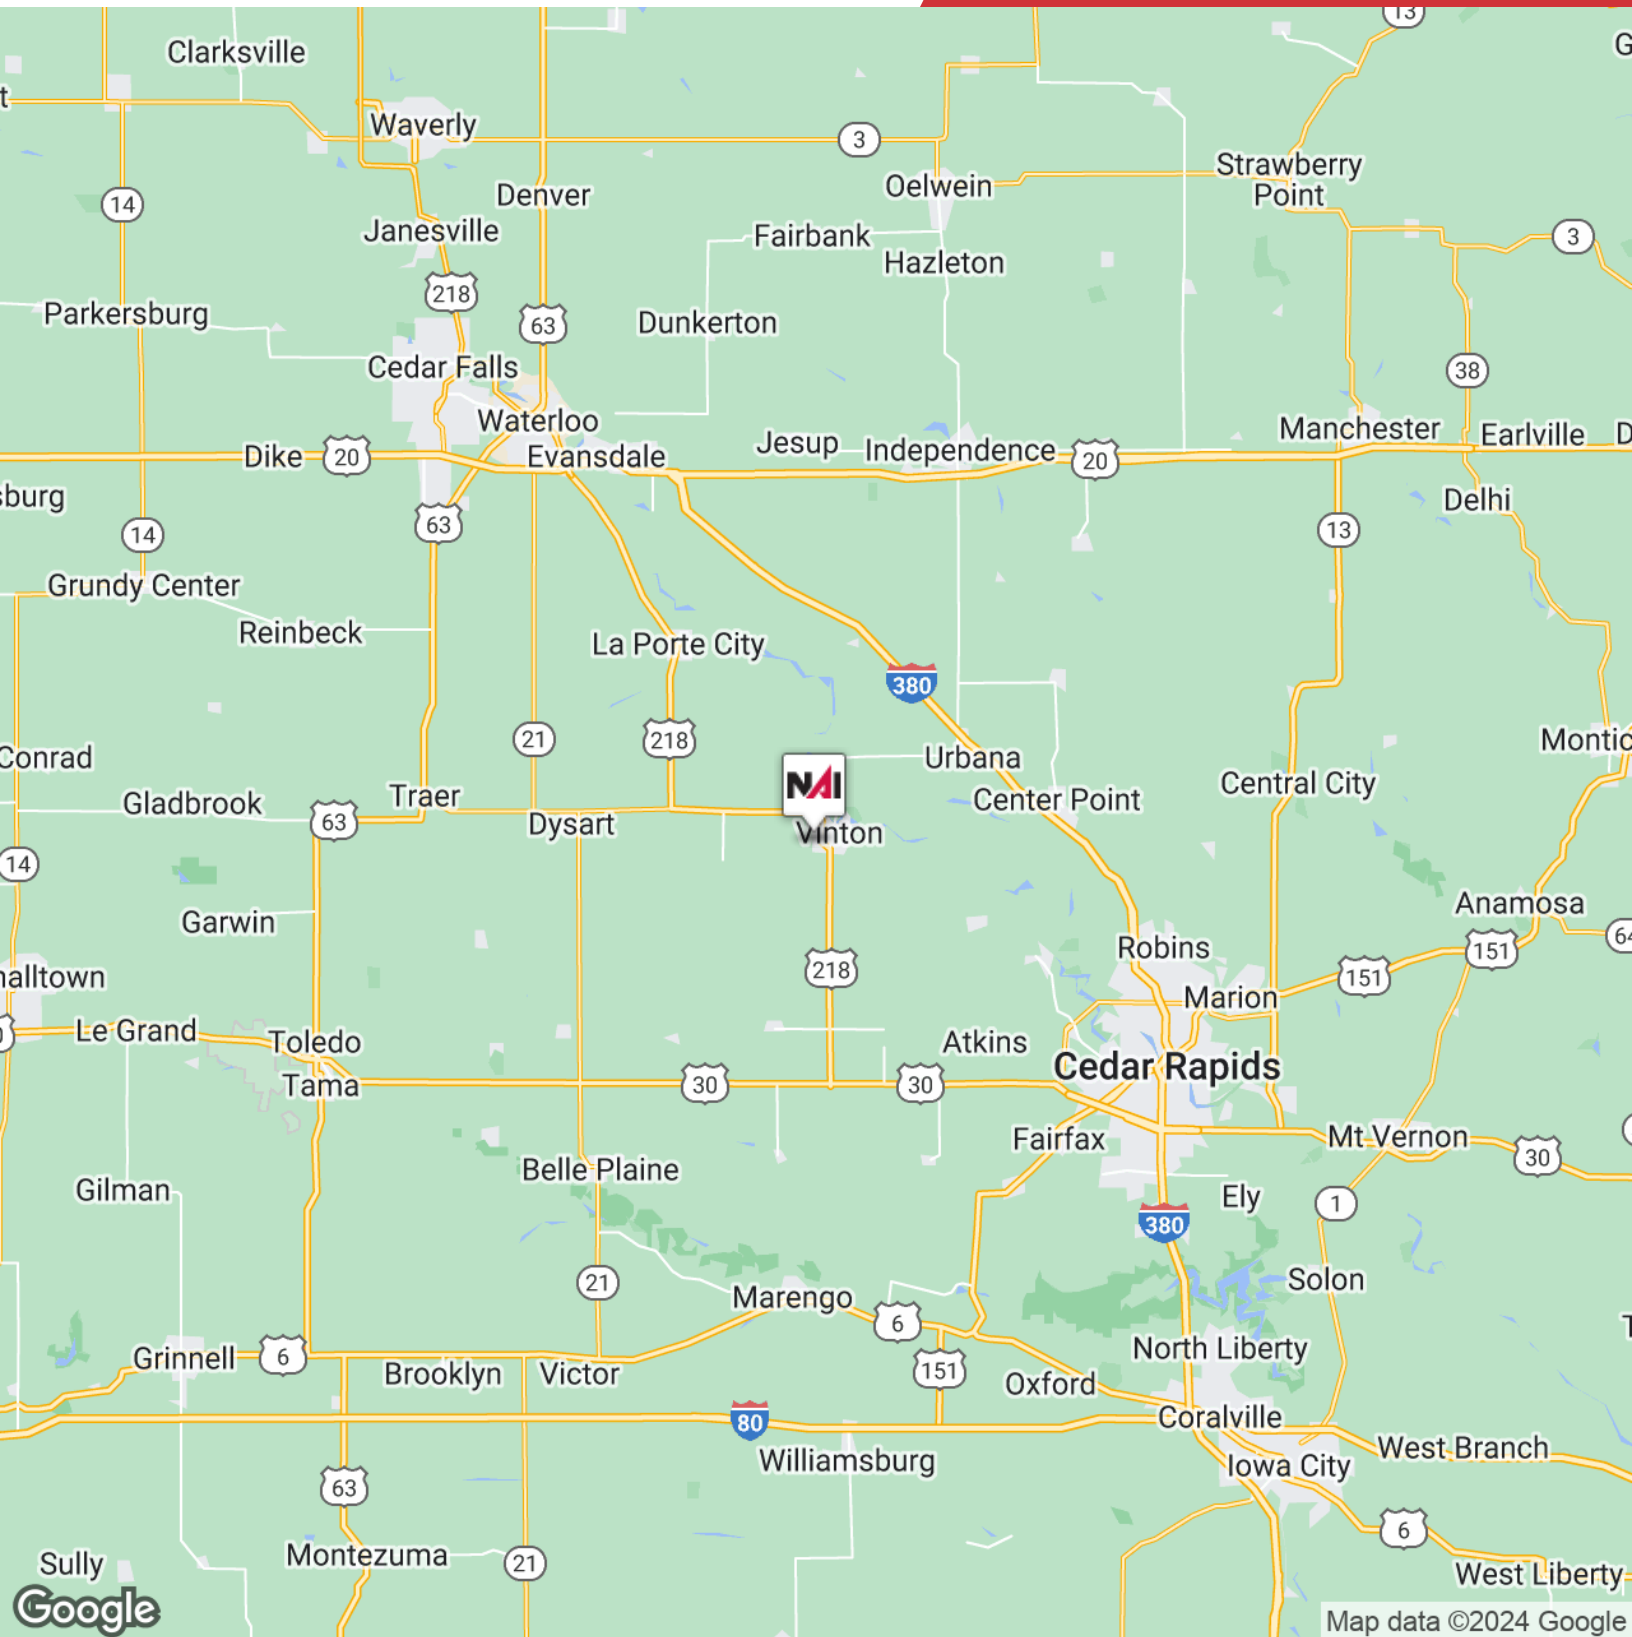 13
G
Clarksville
t
Waverly
3
Strawberry
Point
Oelwein
Denver
14
Janesville
Fairbank
3
Hazleton
218
Parkersburg
63
Dunkerton
Cedar Falls
38
Waterloo
Manchester
Earlville
D
Jesup
Independence
Dike
20
Evansdale
20
sburg
Delhi
63
13
14
Grundy Center
Reinbeck
La Porte City
380
21
218
Montic
Conrad
Urbana
NAI
Central City
Traer
Center Point
Gladbrook
63
Dysart
Vinton
14
Anamosa
Garwin
64
Robins
151
218
151
nalltown
Marion
Le Grand
Toledo
Atkins
Cedar Rapids
Tama
30
30
Fairfax
Mt Vernon
30
Belle Plaine
Gilman
Ely
1
380
21
Solon
Marengo
6
T
North Liberty
Grinnell
6
Brooklyn
Victor
151
Oxford
80
Coralville
West Branch
Williamsburg
Iowa City
63
6
Montezuma
21
Sully
West Liberty
Google
Map data ©2024 Google